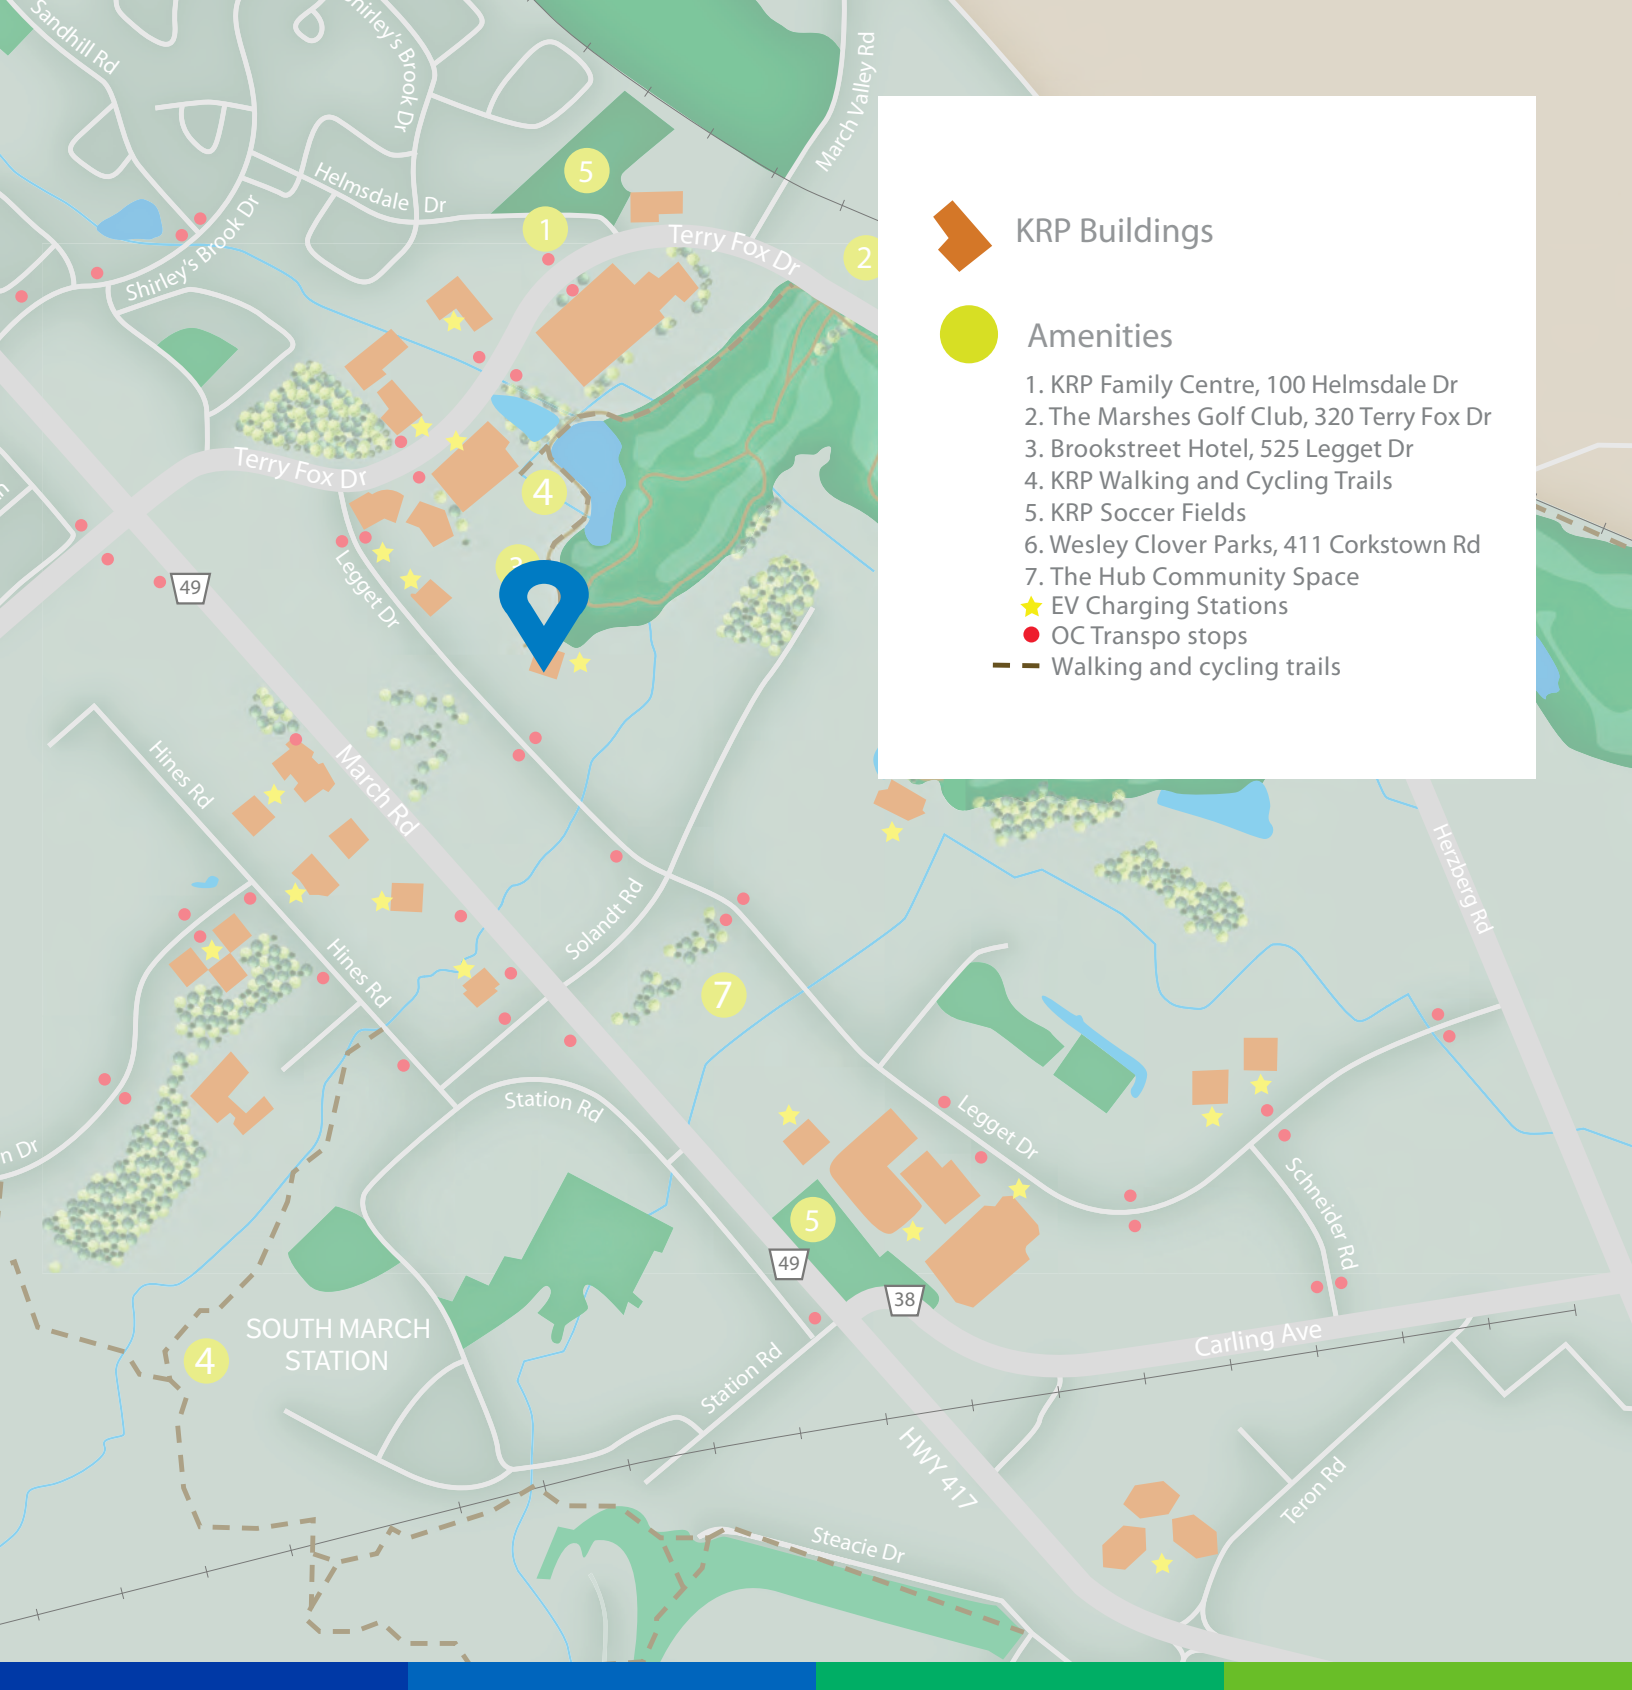 Sandhill Rd
Shirley's Brook Dr
March Valley Rd
Helmsdale Dr
5
1
Terry Fox Dr
2
Shirley's Brook Dr
KRP Buildings
Amenities
1. KRP Family Centre, 100 Helmsdale Dr
2. The Marshes Golf Club, 320 Terry Fox Dr
3. Brookstreet Hotel, 525 Legget Dr
4. KRP Walking and Cycling Trails
5. KRP Soccer Fields
6. Wesley Clover Parks, 411 Corkstown Rd
7. The Hub Community Space
EV Charging Stations
OC Transpo stops
Walking and cycling trails
Terry Fox Dr
4
3
Legget Dr
49
Hines Rd
March Rd
Herzberg Rd
Solandt Rd
Hines Rd
7
Station Rd
Legget Dr
n Dr
Schneider Rd
5
49
38
SOUTH MARCH
STATION
4
Carling Ave
Station Rd
HWY 417
Teron Rd
Steacie Dr